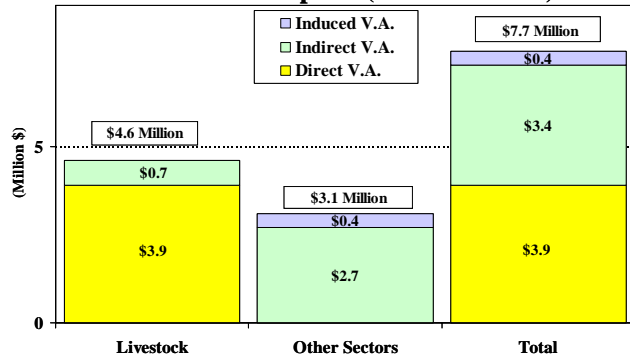 Induced V.A.
Indirect V.A.
Direct V.A.
$7.7 Million
$0.4
$4.6 Million
$3.4
5
(Million $)
$0.7
$3.1 Million
$0.4
$3.9
$3.9
$2.7
0
Livestock Other Sectors Total